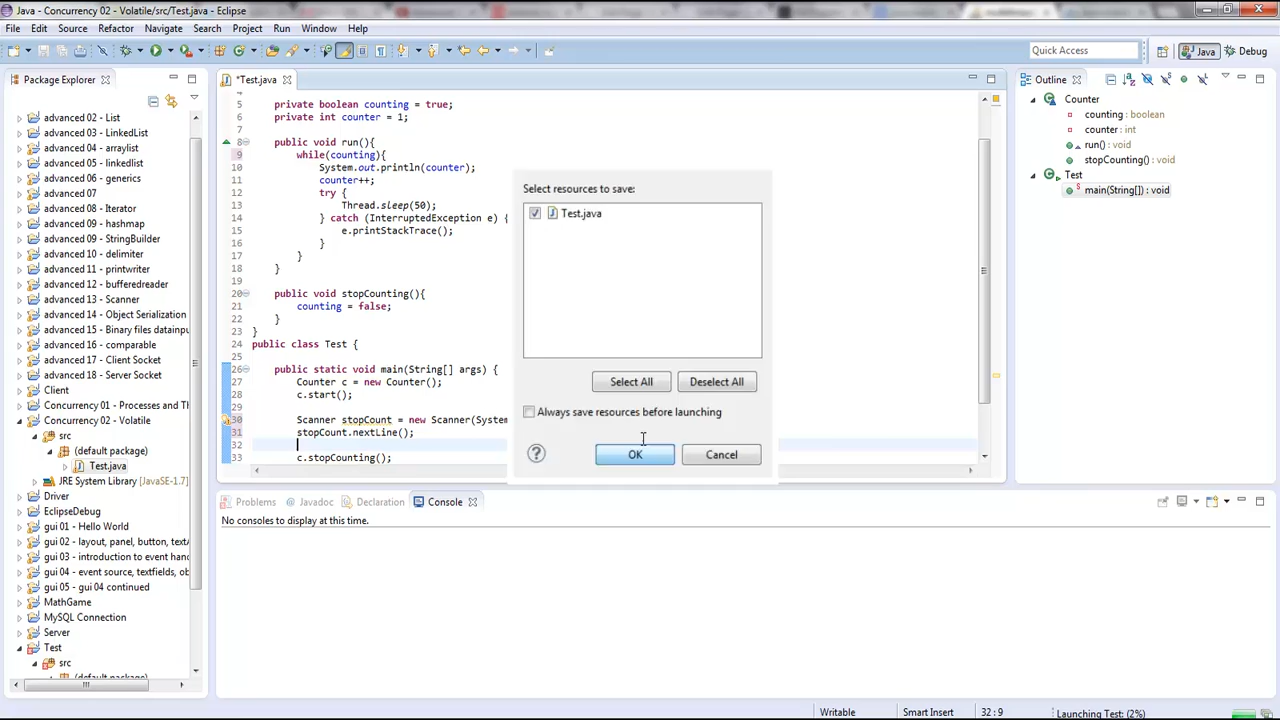 Java - Concurrency 02 - Volatile/src/Test.java - Eclipse
File Edit Source Refactor Navigate Search Project Run Window Help
Quick Access
Java
Debug
Package Explorer
advanced 02 - List
advanced 03 - LinkedList
advanced 04 - arraylist
advanced 05 - linkedlist
advanced 06 - generics
advanced 07
advanced 08 - Iterator
advanced 09 - hashmap
advanced 09 - StringBuilder
advanced 10 - delimiter
advanced 11 - printwriter
advanced 12 - bufferedreader
advanced 13 - Scanner
advanced 14 - Object Serialization
advanced 15 - Binary files datainpu
advanced 16 - comparable
advanced 17 - Client Socket
advanced 18 - Server Socket
Client
Concurrency 01 - Processes and Th
Concurrency 02 - Volatile
src
(default package)
Test.java
JRE System Library [JavaSE-1.7]
Driver
EclipseDebug
gui 01 - Hello World
gui 02 - layout, panel, button, text
gui 03 - introduction to event hanc
gui 04 - event source, textfields, ob
gui 05 - gui 04 continued
MathGame
MySQL Connection
Server
Test
src
(default package)
*Test.java
4
5 private boolean counting = true;
6 private int counter = 1;
7
8 public void run(){
9 while(counting){
10 System.out.println(counter);
11 counter++;
12 try {
13 Thread.sleep(50);
14 } catch (InterruptedException e) {
15 e.printStackTrace();
16 }
17 }
18 }
19
20 public void stopCounting(){
21 counting = false;
22 }
23 }
24 public class Test {
25
26 public static void main(String[] args) {
27 Counter c = new Counter();
28 c.start();
29
30 Scanner stopCount = new Scanner(System
31 stopCount.nextLine();
32
33 c.stopCounting();
Select resources to save:
Test.java
Select All Deselect All
Always save resources before launching
OK Cancel
Outline
Counter
counting : boolean
counter : int
run() : void
stopCounting() : void
Test
main(String[]) : void
Problems Javadoc Declaration Console
No consoles to display at this time.
Writable Smart Insert 32 : 9 Launching Test: (2%)